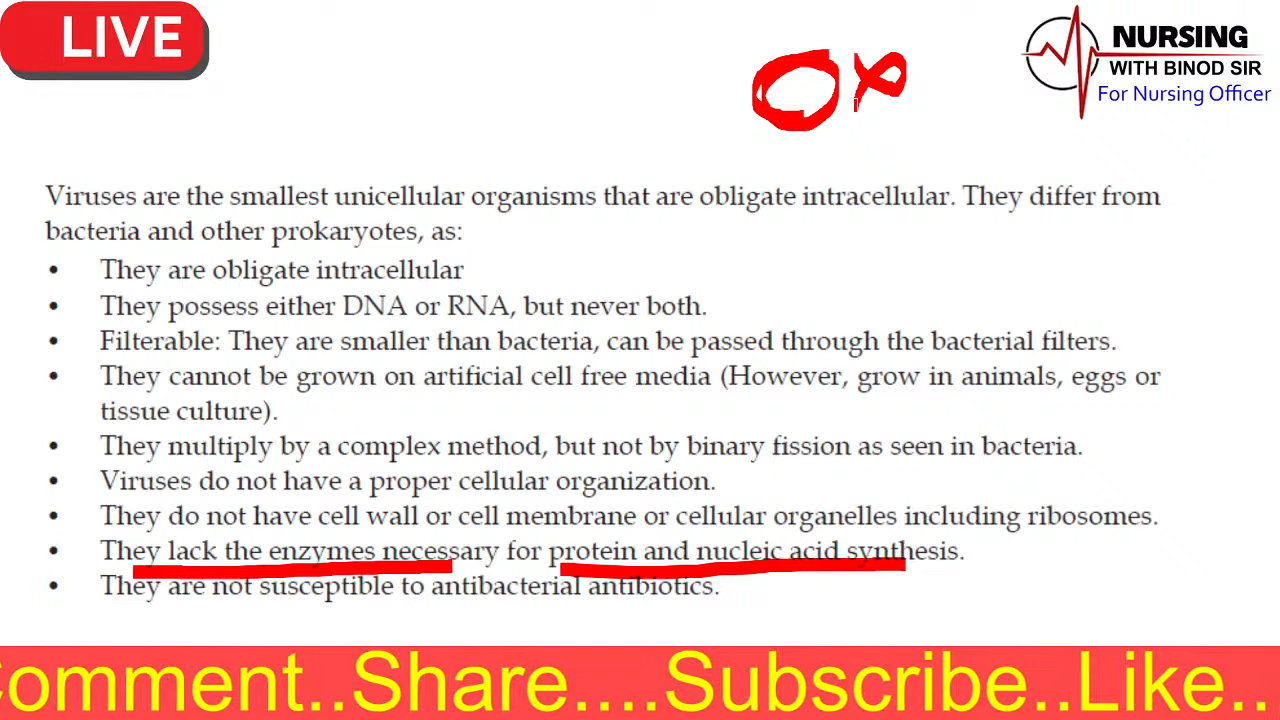 LIVE
NURSING
WITH BINOD SIR
For Nursing Officer
Viruses are the smallest unicellular organisms that are obligate intracellular. They differ from
bacteria and other prokaryotes, as:
• They are obligate intracellular
• They possess either DNA or RNA, but never both.
• Filterable: They are smaller than bacteria, can be passed through the bacterial filters.
• They cannot be grown on artificial cell free media (However, grow in animals, eggs or
tissue culture).
• They multiply by a complex method, but not by binary fission as seen in bacteria.
• Viruses do not have a proper cellular organization.
• They do not have cell wall or cell membrane or cellular organelles including ribosomes.
• They lack the enzymes necessary for protein and nucleic acid synthesis.
• They are not susceptible to antibacterial antibiotics.
Comment..Share....Subscribe..Like..